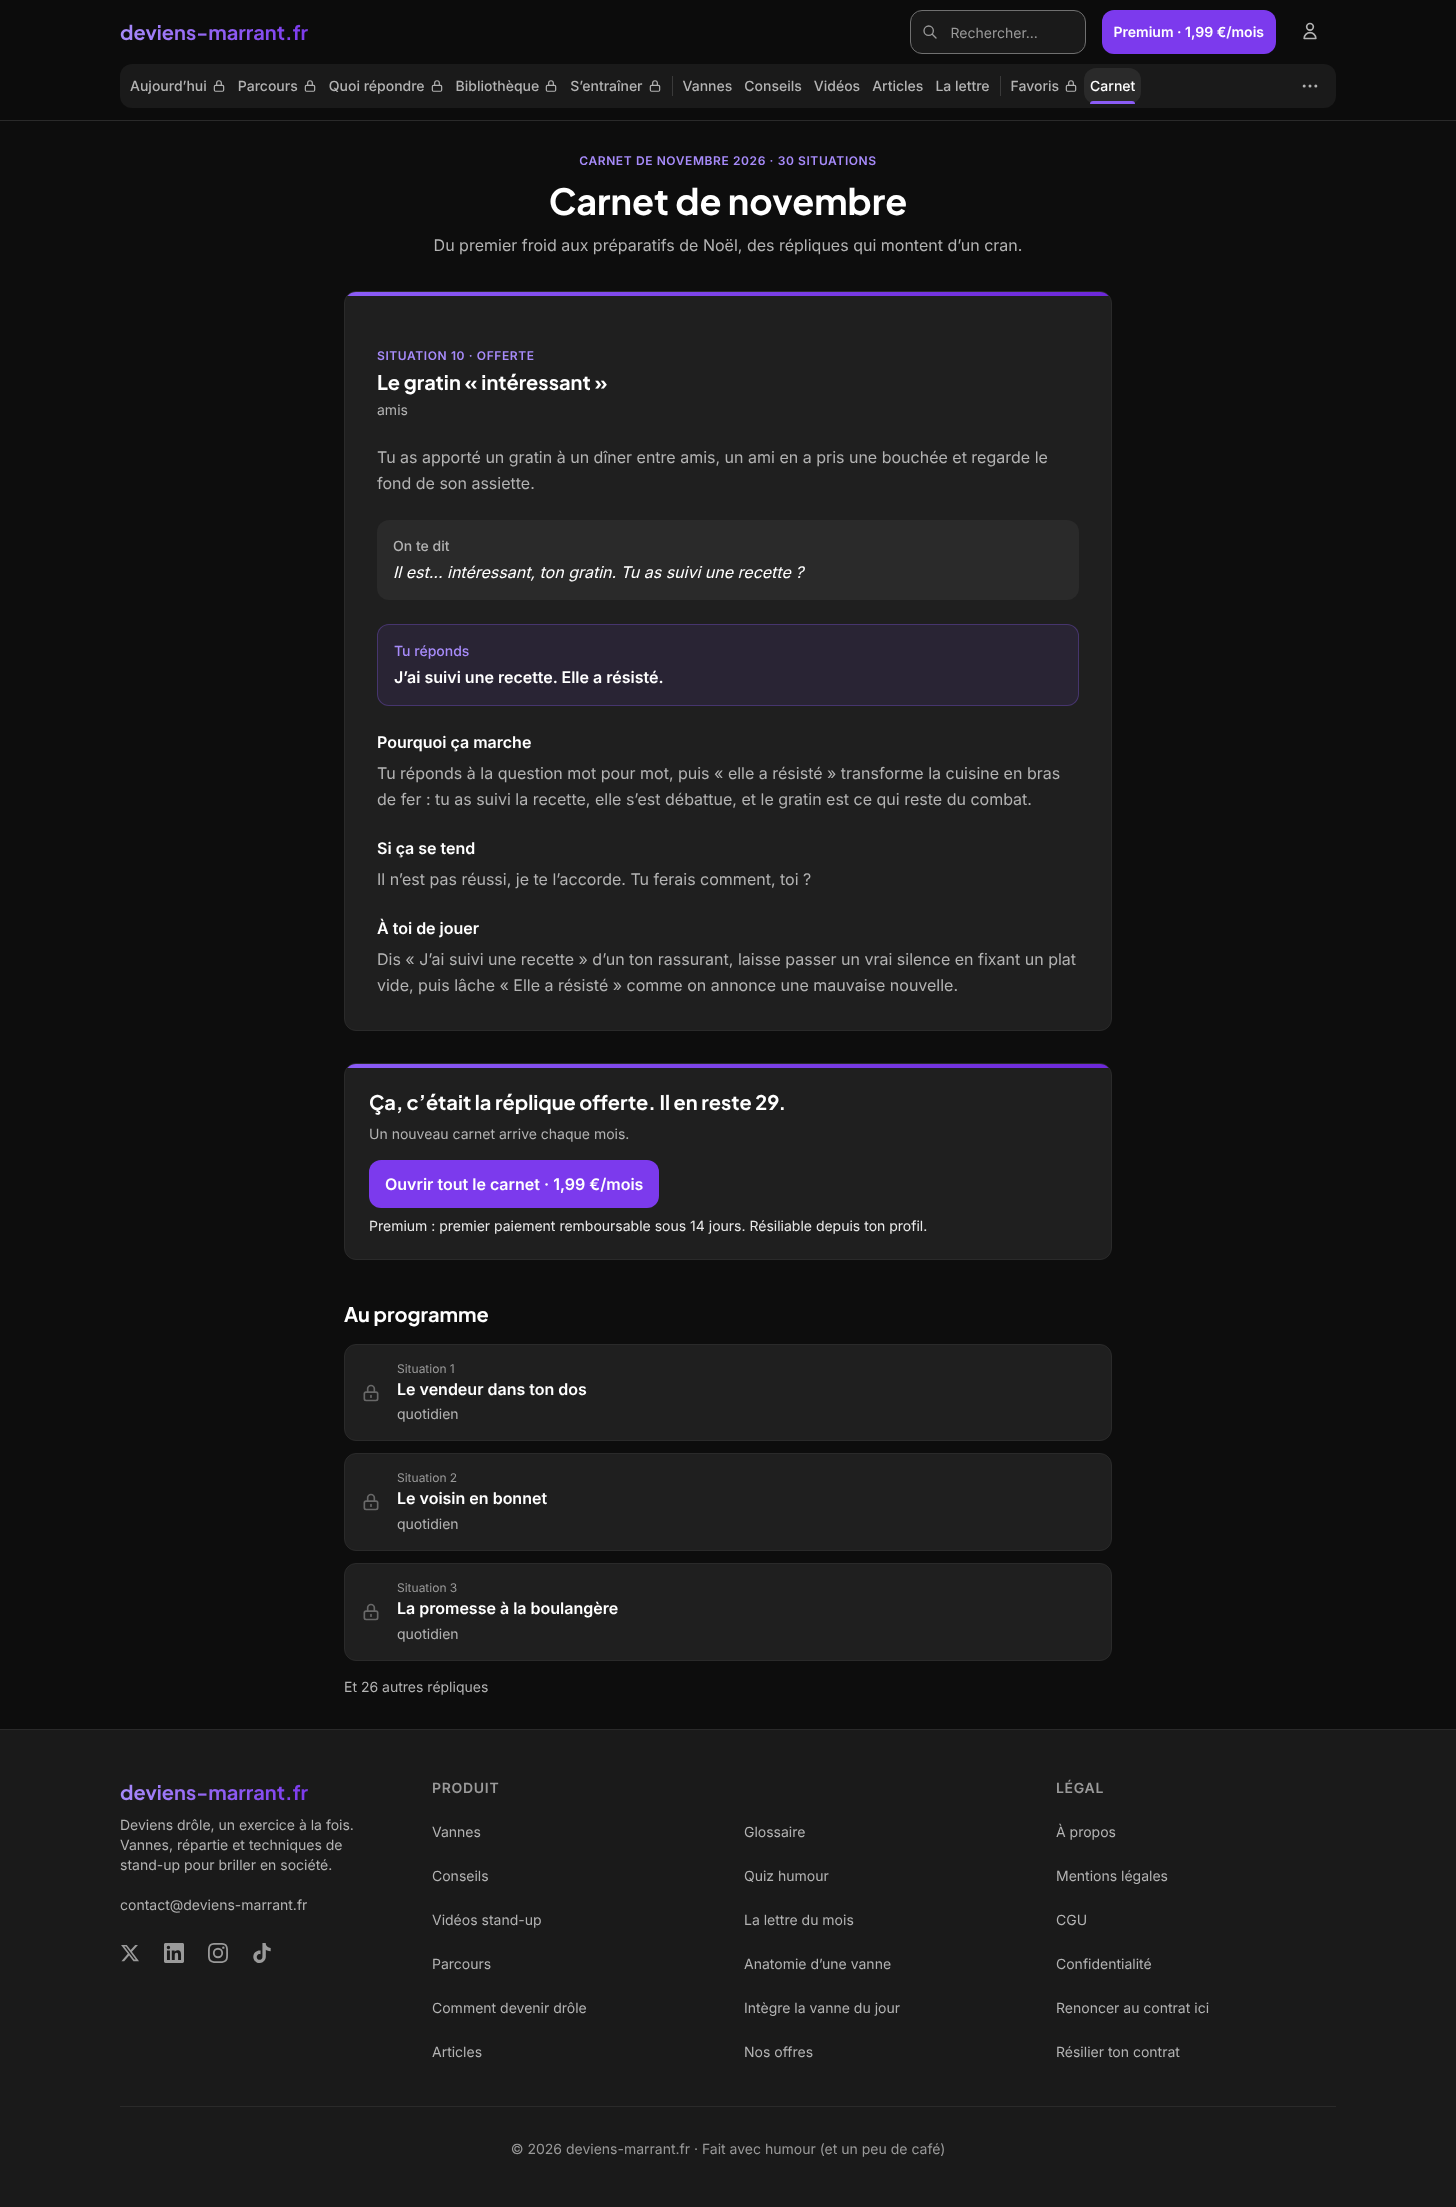 deviens-marrant.fr
Rechercher...
Premium · 1,99 €/mois
Aujourd’hui
Parcours
Quoi répondre
Bibliothèque
S’entraîner
Vannes
Conseils
Vidéos
Articles
La lettre
Favoris
Carnet
CARNET DE NOVEMBRE 2026 · 30 SITUATIONS
Carnet de novembre
Du premier froid aux préparatifs de Noël, des répliques qui montent d’un cran.
SITUATION 10 · OFFERTE
Le gratin « intéressant »
amis
Tu as apporté un gratin à un dîner entre amis, un ami en a pris une bouchée et regarde le
fond de son assiette.
On te dit
Il est… intéressant, ton gratin. Tu as suivi une recette ?
Tu réponds
J’ai suivi une recette. Elle a résisté.
Pourquoi ça marche
Tu réponds à la question mot pour mot, puis « elle a résisté » transforme la cuisine en bras
de fer : tu as suivi la recette, elle s’est débattue, et le gratin est ce qui reste du combat.
Si ça se tend
Il n’est pas réussi, je te l’accorde. Tu ferais comment, toi ?
À toi de jouer
Dis « J’ai suivi une recette » d’un ton rassurant, laisse passer un vrai silence en fixant un plat
vide, puis lâche « Elle a résisté » comme on annonce une mauvaise nouvelle.
Ça, c’était la réplique offerte. Il en reste 29.
Un nouveau carnet arrive chaque mois.
Ouvrir tout le carnet · 1,99 €/mois
Premium : premier paiement remboursable sous 14 jours. Résiliable depuis ton profil.
Au programme
Situation 1
Le vendeur dans ton dos
quotidien
Situation 2
Le voisin en bonnet
quotidien
Situation 3
La promesse à la boulangère
quotidien
Et 26 autres répliques
deviens-marrant.fr
Deviens drôle, un exercice à la fois.
Vannes, répartie et techniques de
stand-up pour briller en société.
contact@deviens-marrant.fr
PRODUIT
Vannes
Conseils
Vidéos stand-up
Parcours
Comment devenir drôle
Articles
Glossaire
Quiz humour
La lettre du mois
Anatomie d’une vanne
Intègre la vanne du jour
Nos offres
LÉGAL
À propos
Mentions légales
CGU
Confidentialité
Renoncer au contrat ici
Résilier ton contrat
© 2026 deviens-marrant.fr · Fait avec humour (et un peu de café)